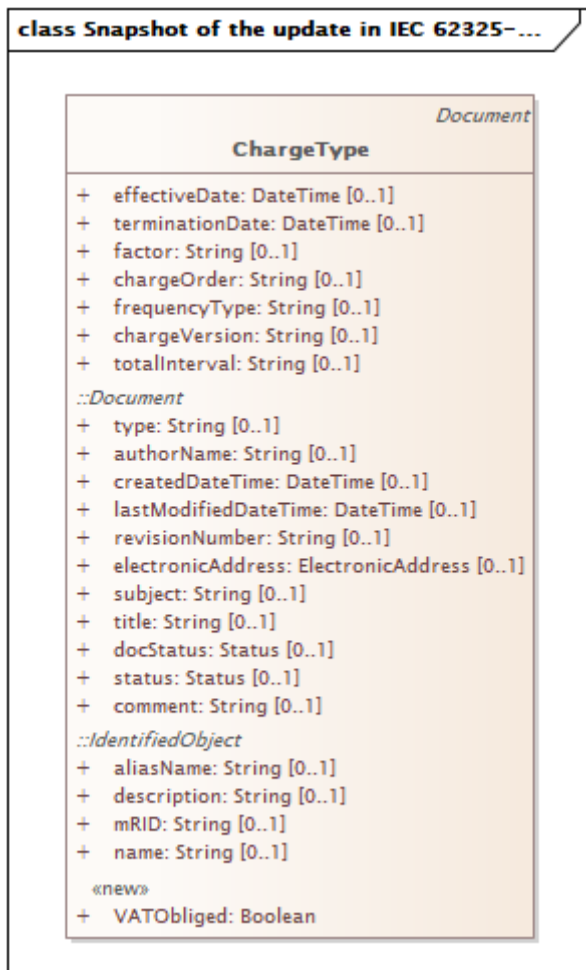 class Snapshot of the update in IEC 62325-...
Document
ChargeType
+ effectiveDate: DateTime [0..1]
+ terminationDate: DateTime [0..1]
+ factor: String [0..1]
+ chargeOrder: String [0..1]
+ frequencyType: String [0..1]
+ chargeVersion: String [0..1]
+ totalInterval: String [0..1]
::Document
+ type: String [0..1]
+ authorName: String [0..1]
+ createdDateTime: DateTime [0..1]
+ lastModifiedDateTime: DateTime [0..1]
+ revisionNumber: String [0..1]
+ electronicAddress: ElectronicAddress [0..1]
+ subject: String [0..1]
+ title: String [0..1]
+ docStatus: Status [0..1]
+ status: Status [0..1]
+ comment: String [0..1]
::IdentifiedObject
+ aliasName: String [0..1]
+ description: String [0..1]
+ mRID: String [0..1]
+ name: String [0..1]
«new»
+ VATObliged: Boolean